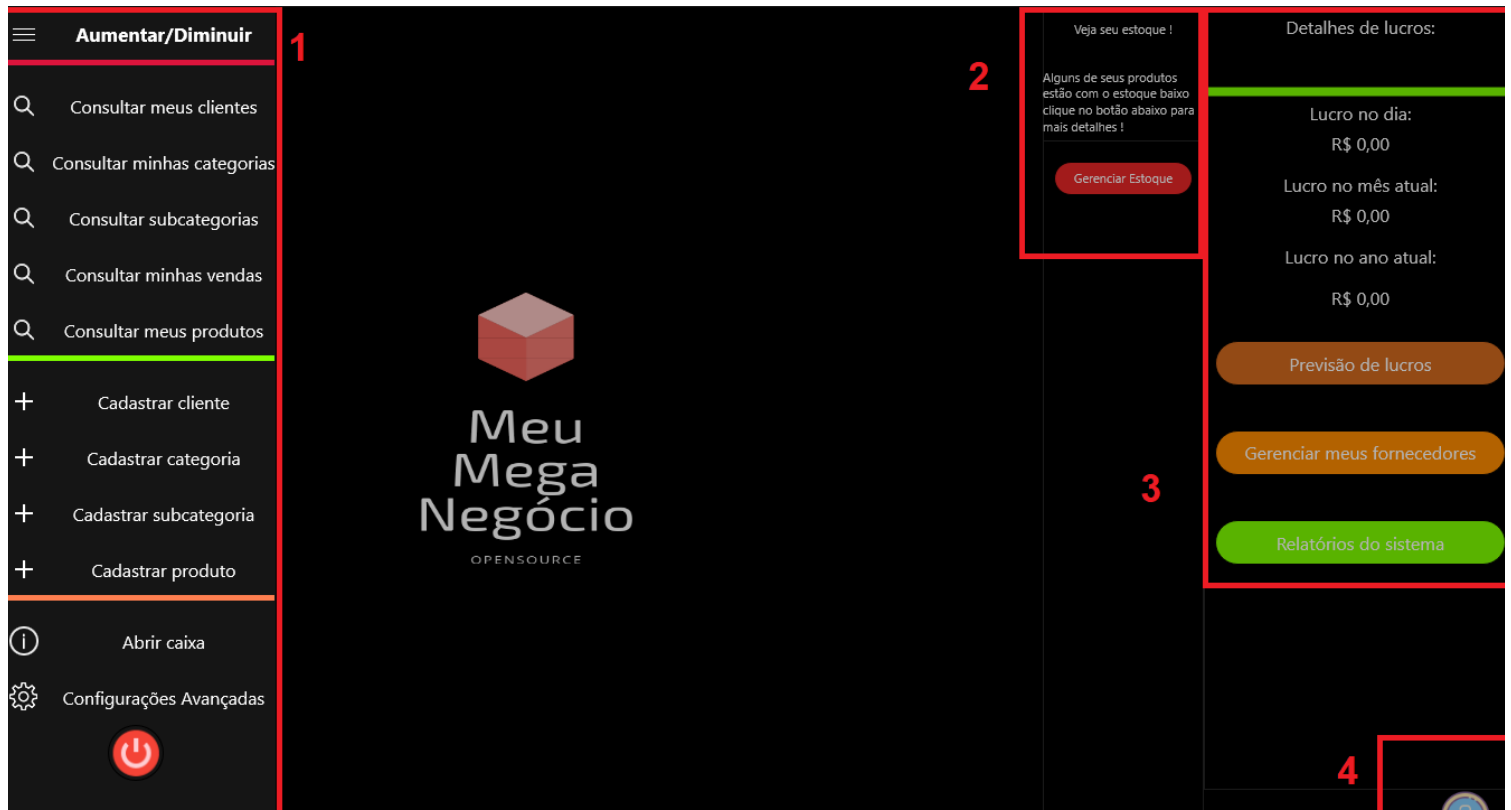 Aumentar/Diminuir
1
Consultar meus clientes
Consultar minhas categorias
Consultar subcategorias
Consultar minhas vendas
Consultar meus produtos
Cadastrar cliente
Cadastrar categoria
Cadastrar subcategoria
Cadastrar produto
Abrir caixa
Configurações Avançadas
Meu
Mega
Negócio
OPENSOURCE
2
Veja seu estoque !
Alguns de seus produtos
estão com o estoque baixo
clique no botão abaixo para
mais detalhes !
Gerenciar Estoque
3
Detalhes de lucros:
Lucro no dia:
R$ 0,00
Lucro no mês atual:
R$ 0,00
Lucro no ano atual:
R$ 0,00
Previsão de lucros
Gerenciar meus fornecedores
Relatórios do sistema
4